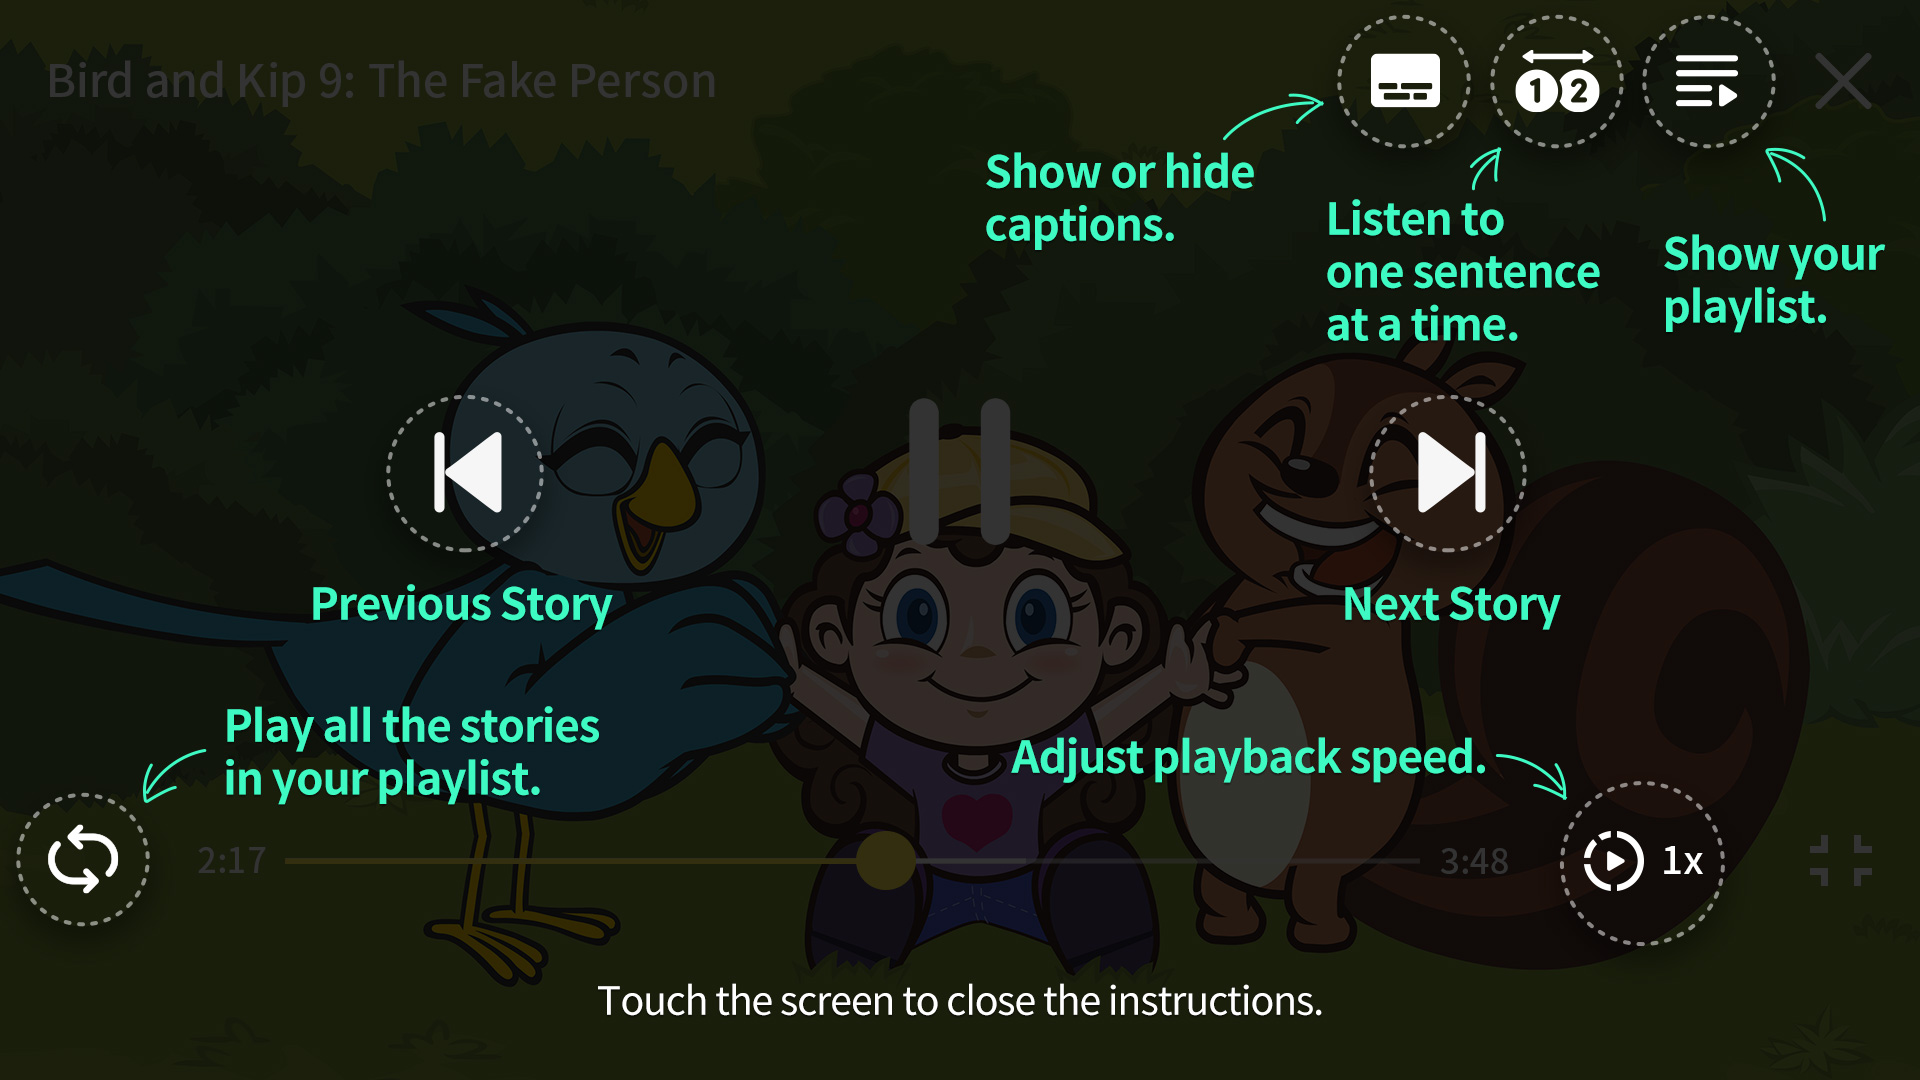 Bird and Kip 9: The Fake Person
1 2
Show or hide
captions.
Listen to
one sentence
at a time.
Show your
playlist.
Previous Story
Next Story
Play all the stories
in your playlist.
Adjust playback speed.
2:17
3:48
1x
Touch the screen to close the instructions.